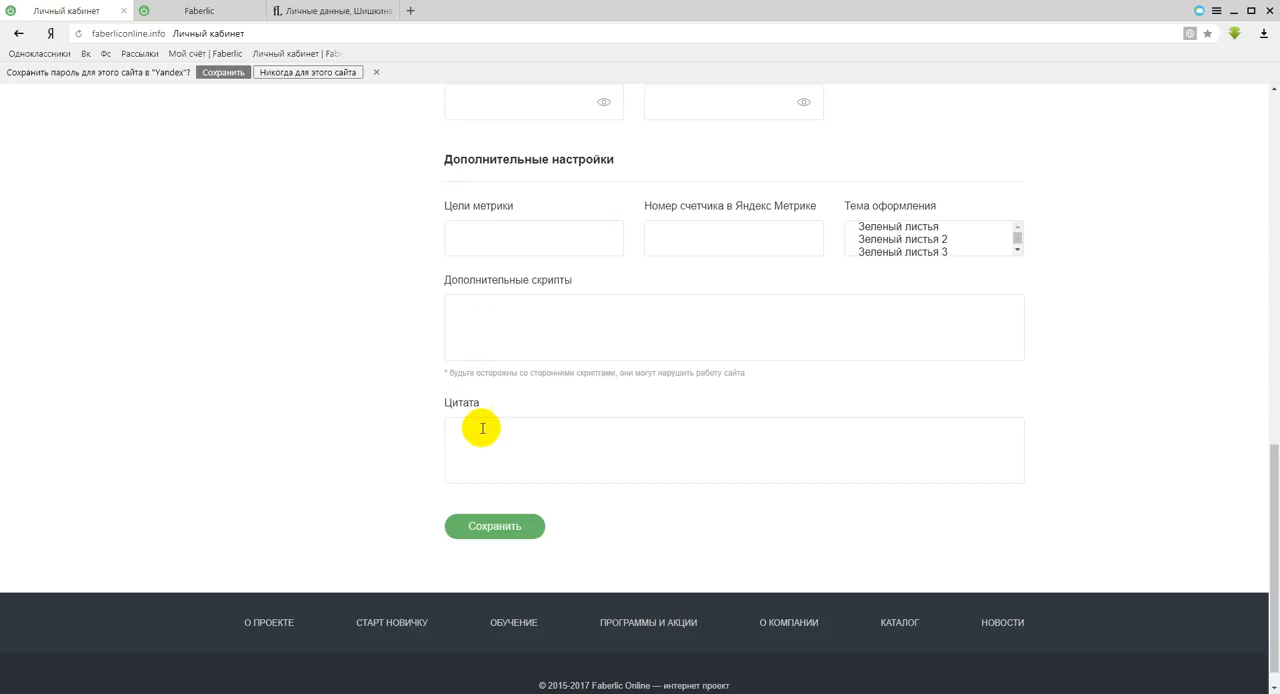 Личный кабинет
Faberlic
fL Личные данные, Шишкина
Я
faberliconline.info Личный кабинет
Одноклассники Вк Фс Рассылки Мой счёт | Faberlic Личный кабинет | Fab
Сохранить пароль для этого сайта в "Yandex"? Сохранить Никогда для этого сайта
Дополнительные настройки
Цели метрики Номер счетчика в Яндекс Метрике Тема оформления
Зеленый листья
Зеленый листья 2
Зеленый листья 3
Дополнительные скрипты
* будьте осторожны со сторонними скриптами, они могут нарушить работу сайта
Цитата
Сохранить
О ПРОЕКТЕ СТАРТ НОВИЧКУ ОБУЧЕНИЕ ПРОГРАММЫ И АКЦИИ О КОМПАНИИ КАТАЛОГ НОВОСТИ
© 2015-2017 Faberlic Online — интернет проект